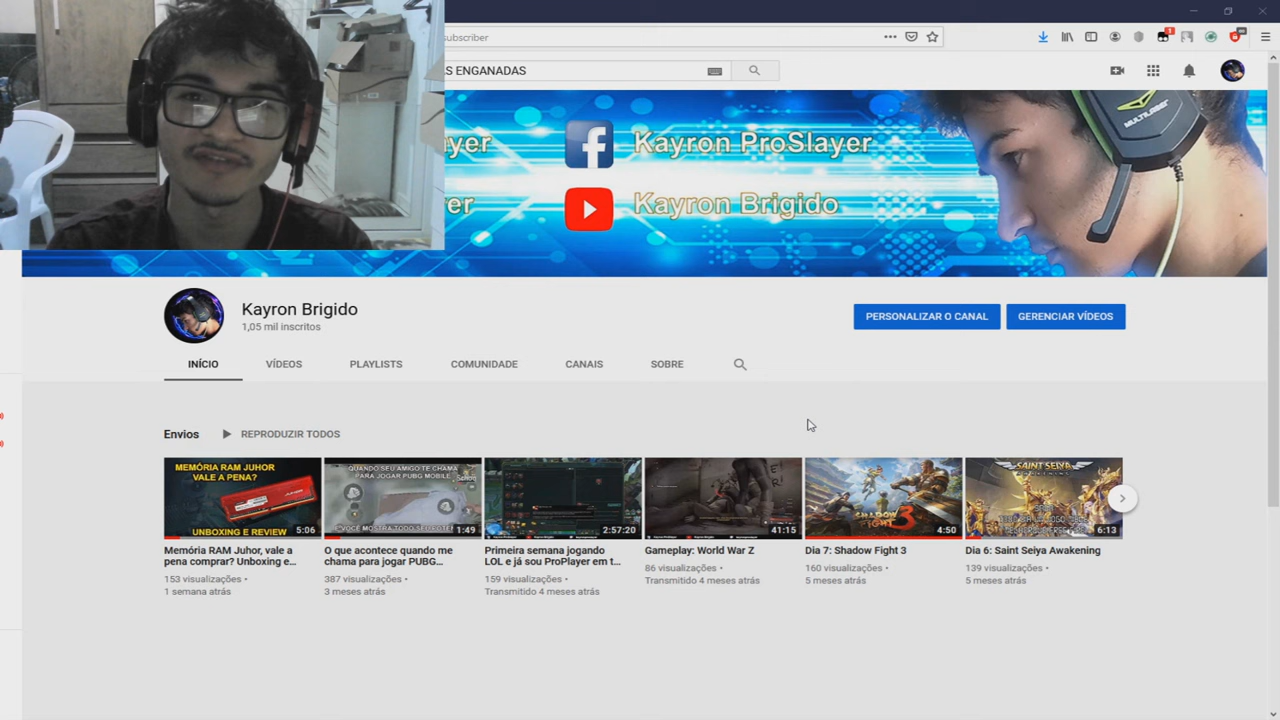 subscriber
S ENGANADAS
yer
Kayron ProSlayer
er
Kayron Brigido
MULTILASER
Kayron Brigido
1,05 mil inscritos
PERSONALIZAR O CANAL
GERENCIAR VÍDEOS
INÍCIO
VÍDEOS
PLAYLISTS
COMUNIDADE
CANAIS
SOBRE
Envios
REPRODUZIR TODOS
MEMÓRIA RAM JUHOR
VALE A PENA?
UNBOXING E REVIEW
5:06
QUANDO SEU AMIGO TE CHAMA
PARA JOGAR PUBG MOBILE
1:49
2:57:20
41:15
SHADOW
FIGHT 3
4:50
SAINT SEIYA
AWAKENING
6:13
Memória RAM Juhor, vale a
pena comprar? Unboxing e...
153 visualizações •
1 semana atrás
O que acontece quando me
chama para jogar PUBG...
387 visualizações •
3 meses atrás
Primeira semana jogando
LOL e já sou ProPlayer em t...
159 visualizações •
Transmitido 4 meses atrás
Gameplay: World War Z
86 visualizações •
Transmitido 4 meses atrás
Dia 7: Shadow Fight 3
160 visualizações •
5 meses atrás
Dia 6: Saint Seiya Awakening
139 visualizações •
5 meses atrás